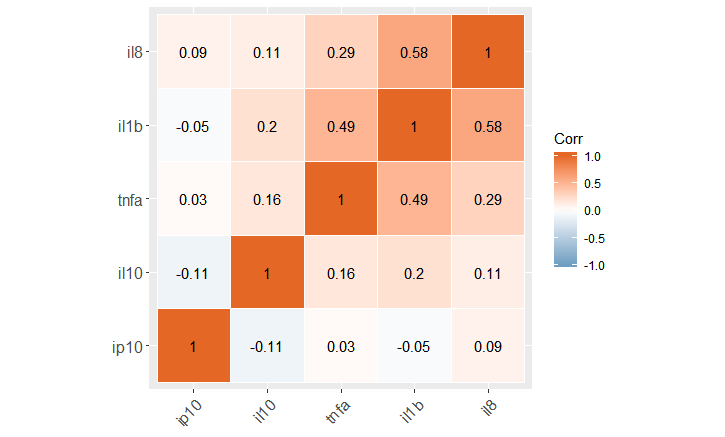 il8 0.09 0.11 0.29 0.58 1
il1b -0.05 0.2 0.49 1 0.58
tnfa 0.03 0.16 1 0.49 0.29
il10 -0.11 1 0.16 0.2 0.11
ip10 1 -0.11 0.03 -0.05 0.09
ip10 il10 tnfa il1b il8
Corr
1.0
0.5
0.0
-0.5
-1.0